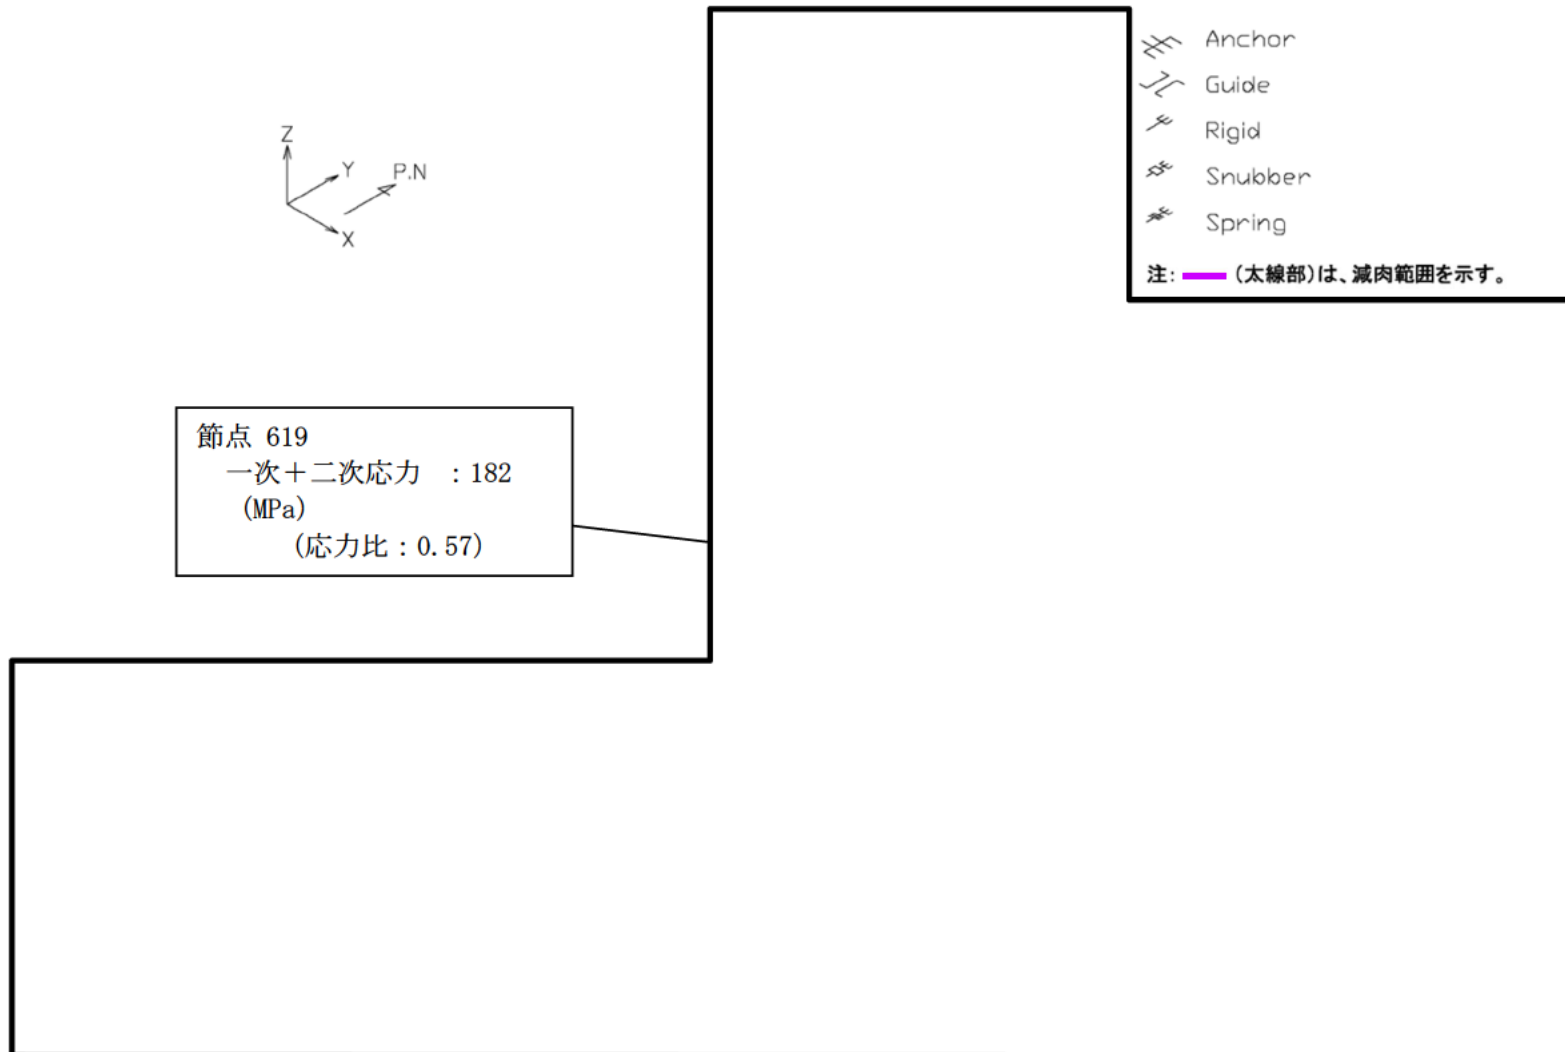 Anchor
Guide
Rigid
Snubber
Spring
注: (太線部)は、減肉範囲を示す。
Z
Y
P.N
X
節点 619
一次＋二次応力 : 182
(MPa)
(応力比：0.57)